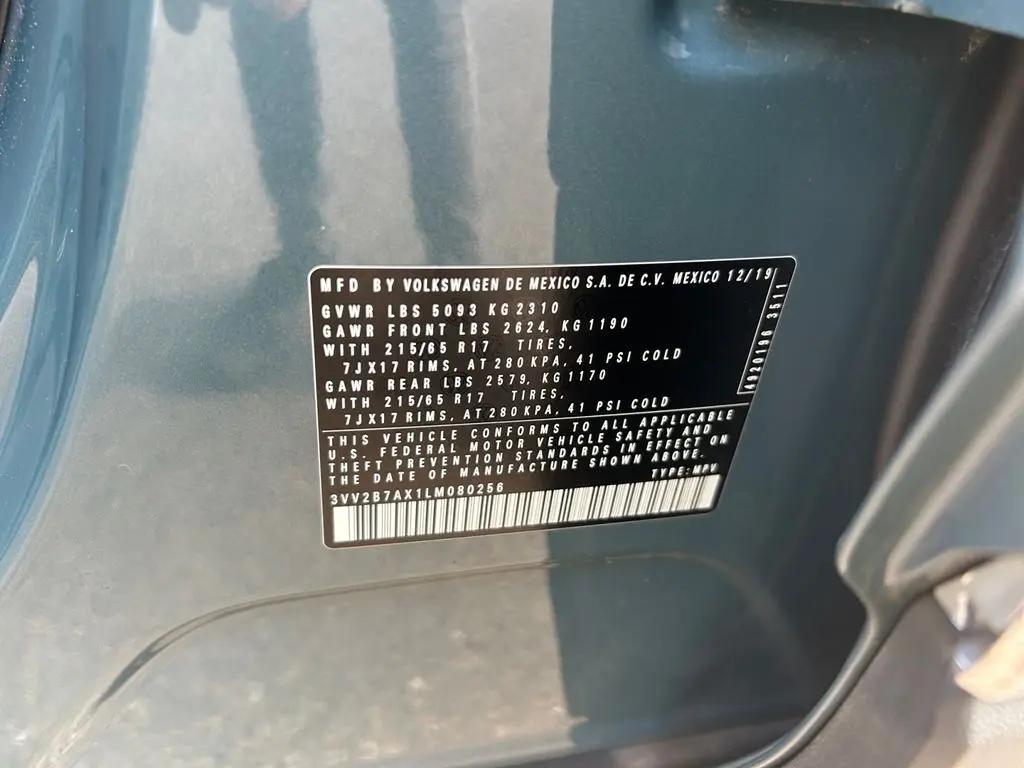 MFD BY VOLKSWAGEN DE MEXICO S.A. DE C.V. MEXICO 12/19
GVWR LBS 5093 KG 2310
GAWR FRONT LBS 2624, KG 1190
WITH 215/65 R17 TIRES,
7JX17 RIMS, AT 280 KPA, 41 PSI COLD
GAWR REAR LBS 2579, KG 1170
WITH 215/65 R17 TIRES,
7JX17 RIMS, AT 280 KPA, 41 PSI COLD
THIS VEHICLE CONFORMS TO ALL APPLICABLE
U.S. FEDERAL MOTOR VEHICLE SAFETY AND
THEFT PREVENTION STANDARDS IN EFFECT ON
THE DATE OF MANUFACTURE SHOWN ABOVE.
TYPE: MPV
3VV2B7AX1LM080256
3511